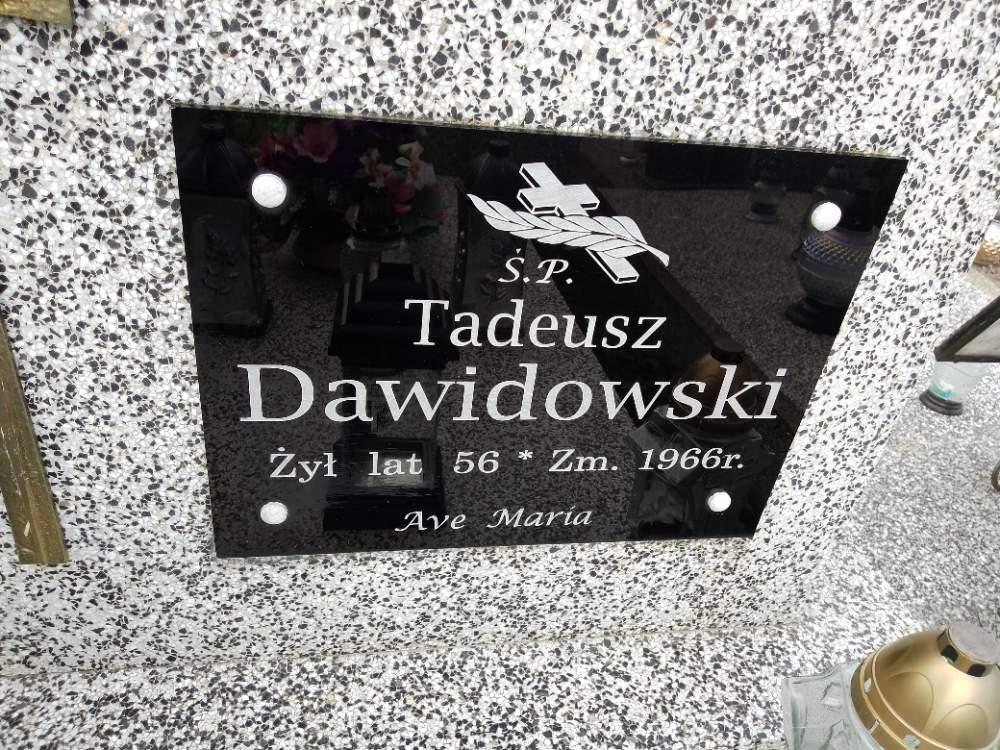 Ś.P.
Tadeusz
Dawidowski
Żył lat 56 * Zm. 1966r.
Ave Maria